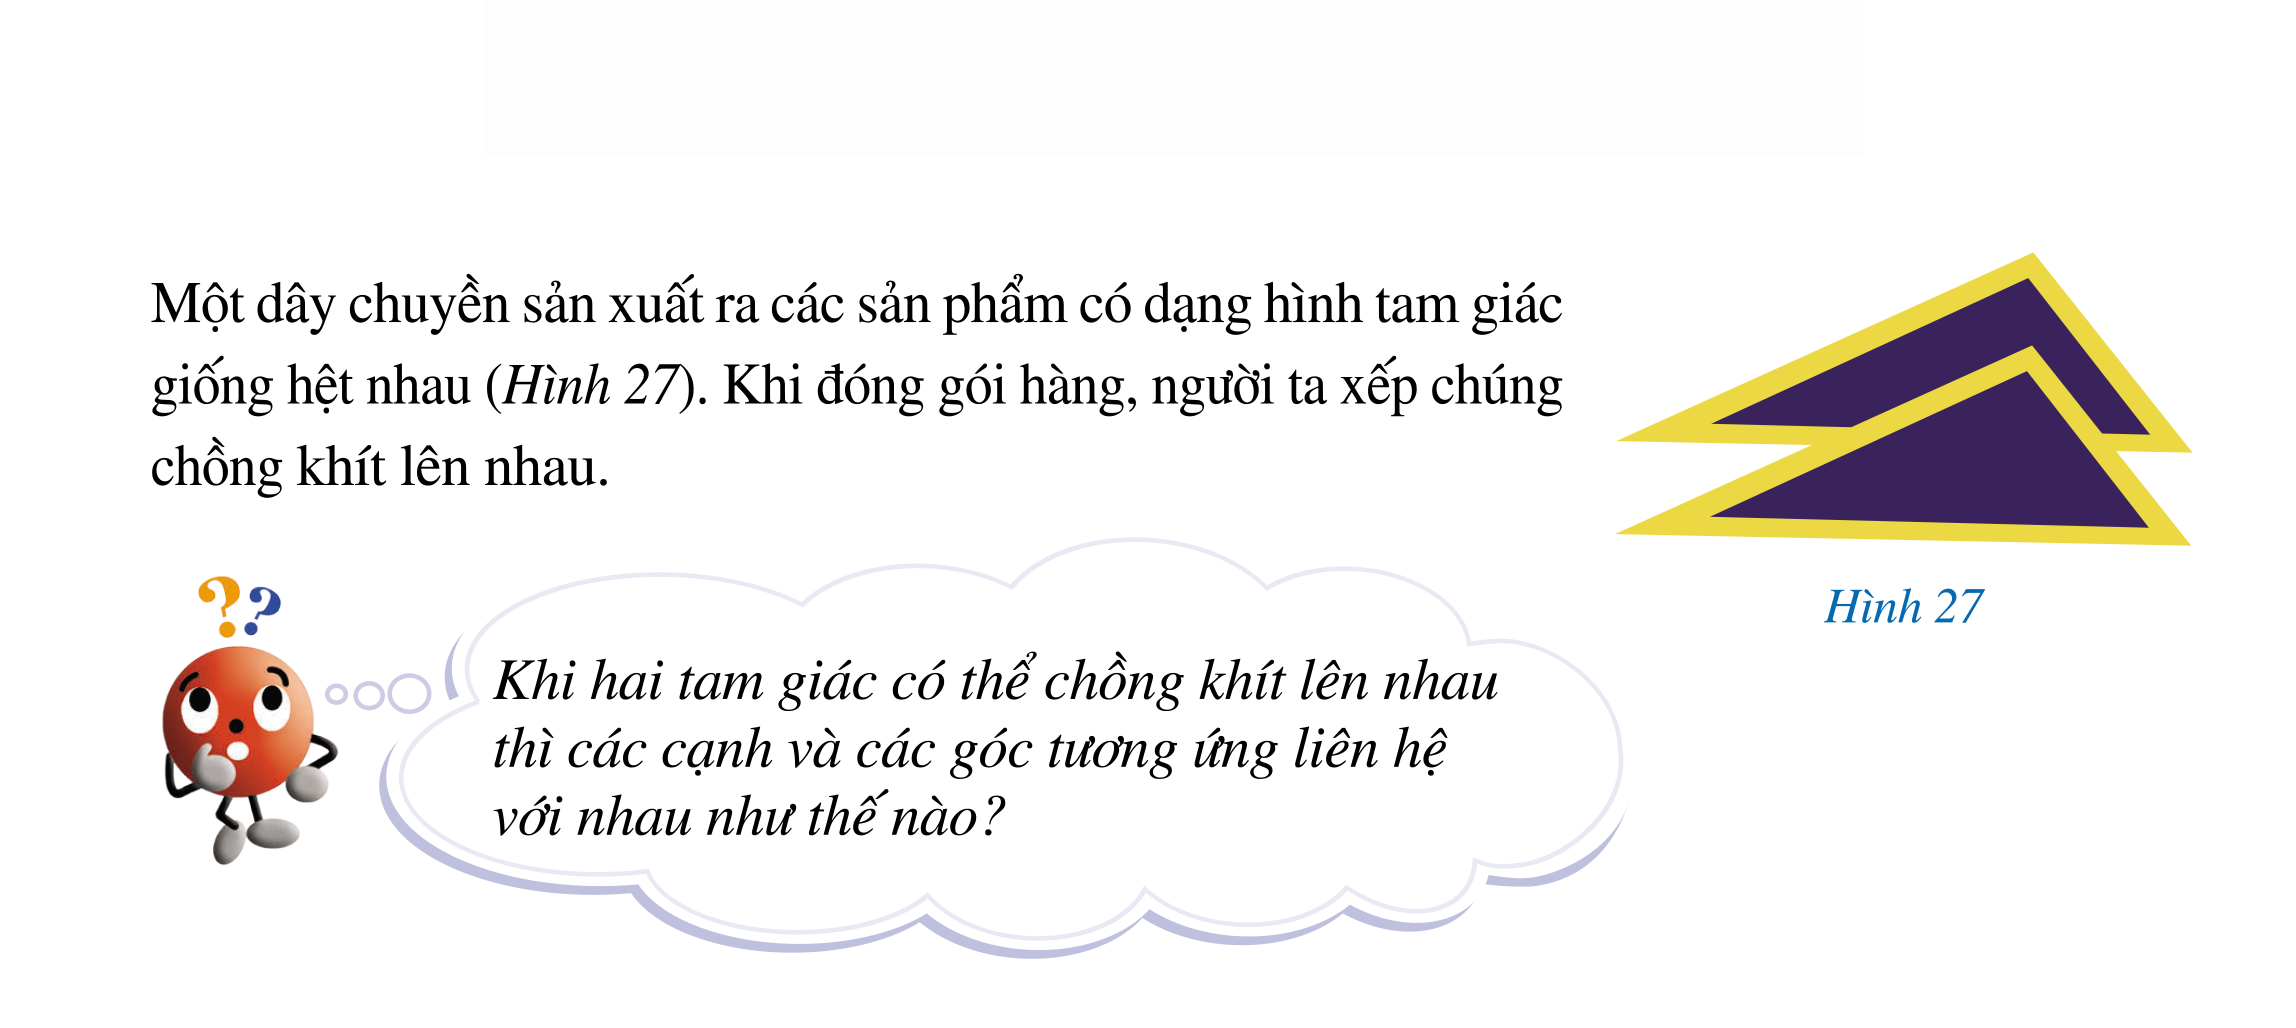 Một dây chuyền sản xuất ra các sản phẩm có dạng hình tam giác
giống hệt nhau (Hình 27). Khi đóng gói hàng, người ta xếp chúng
chồng khít lên nhau.
Hình 27
??
Khi hai tam giác có thể chồng khít lên nhau
thì các cạnh và các góc tương ứng liên hệ
với nhau như thế nào?